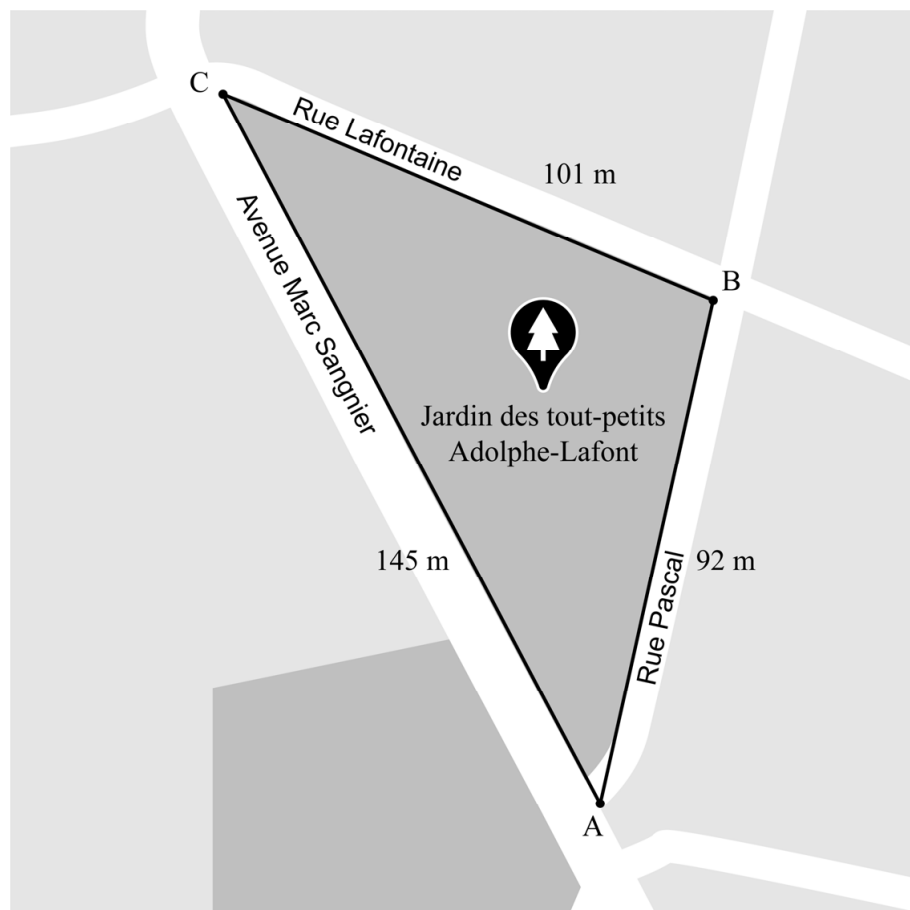 C
Rue Lafontaine
101 m
Avenue Marc Sangnier
B
Jardin des tout-petits
Adolphe-Lafont
145 m
92 m
Rue Pascal
A